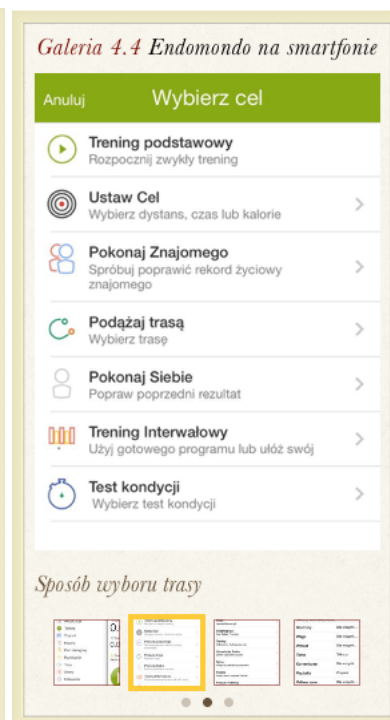 Galeria 4.4 Endomondo na smartfonie
Anuluj
Wybierz cel
Trening podstawowy
Rozpocznij zwykły trening
Ustaw Cel
Wybierz dystans, czas lub kalorie
Pokonaj Znajomego
Spróbuj poprawić rekord życiowy
znajomego
Podążaj trasą
Wybierz trasę
Pokonaj Siebie
Popraw poprzedni rezultat
Trening Interwałowy
Użyj gotowego programu lub ułóż swój
Test kondycji
Wybierz test kondycji
Sposób wyboru trasy